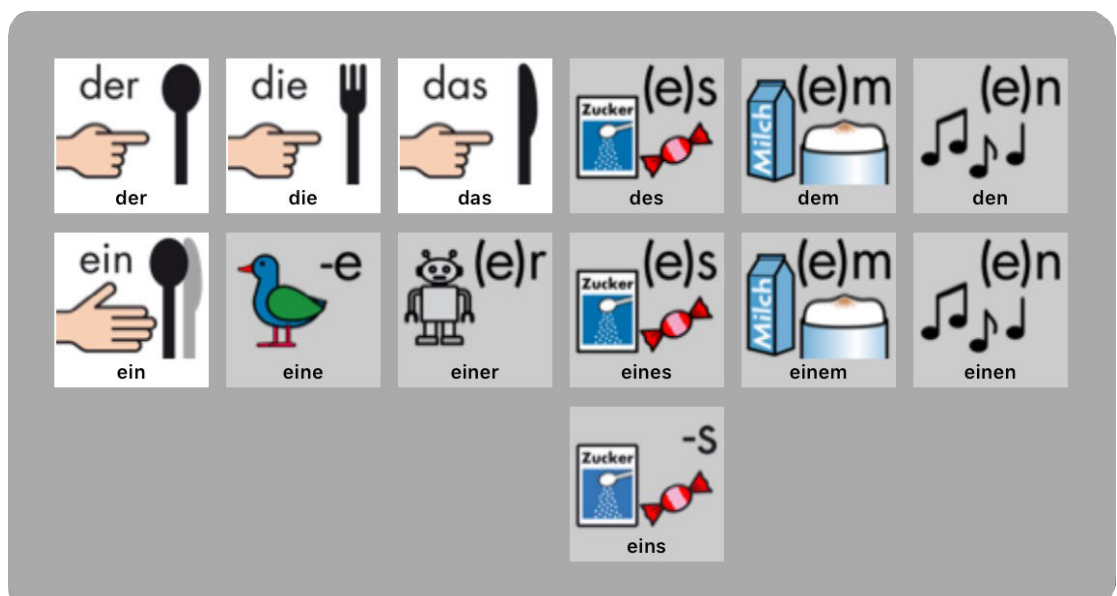 der
der
die
die
das
das
(e)s
Zucker
des
(e)m
Milch
dem
(e)n
den
ein
ein
-e
eine
(e)r
einer
(e)s
Zucker
eines
(e)m
Milch
einem
(e)n
einen
-s
Zucker
eins